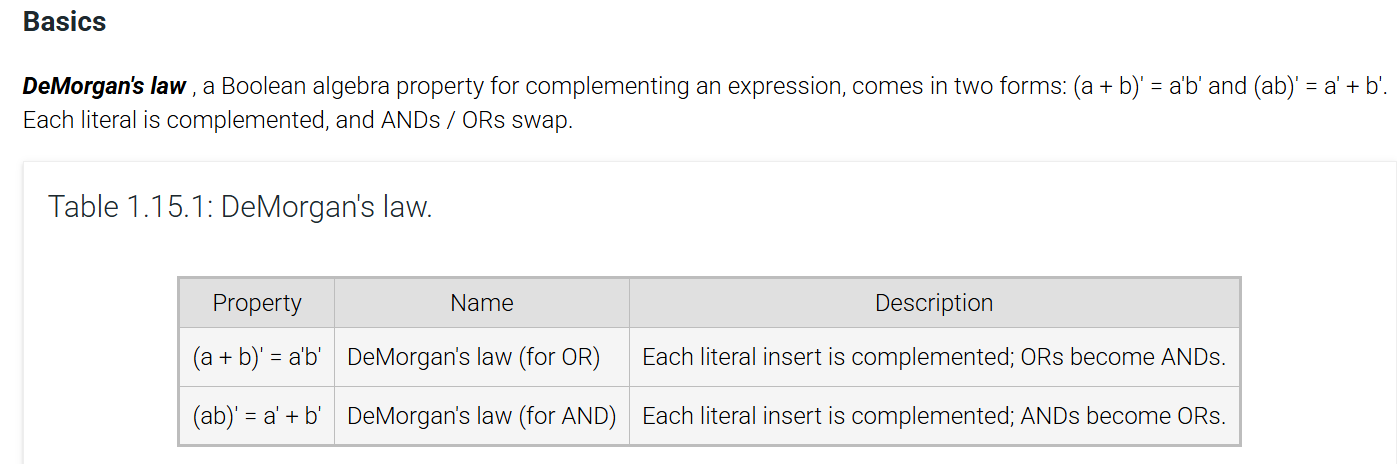 Basics
DeMorgan's law , a Boolean algebra property for complementing an expression, comes in two forms: (a + b)' = a'b' and (ab)' = a' + b'.
Each literal is complemented, and ANDs / ORs swap.
Table 1.15.1: DeMorgan's law.
Property Name Description
(a + b)' = a'b' DeMorgan's law (for OR) Each literal insert is complemented; ORs become ANDs.
(ab)' = a' + b' DeMorgan's law (for AND) Each literal insert is complemented; ANDs become ORs.